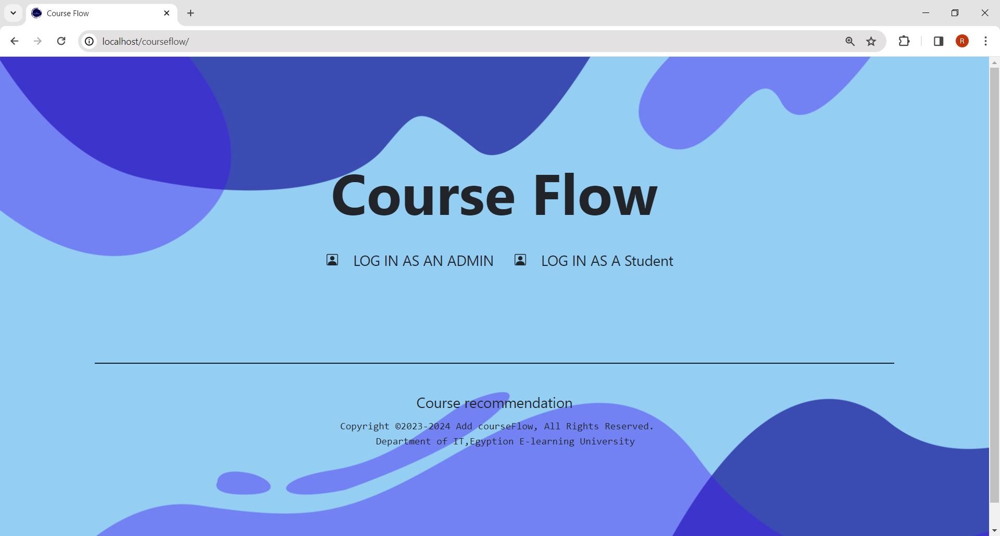 Course Flow
localhost/courseflow/
R
Course Flow
LOG IN AS AN ADMIN LOG IN AS A Student
Course recommendation
Copyright ©2023-2024 Add courseFlow, All Rights Reserved.
Department of IT,Egyption E-learning University